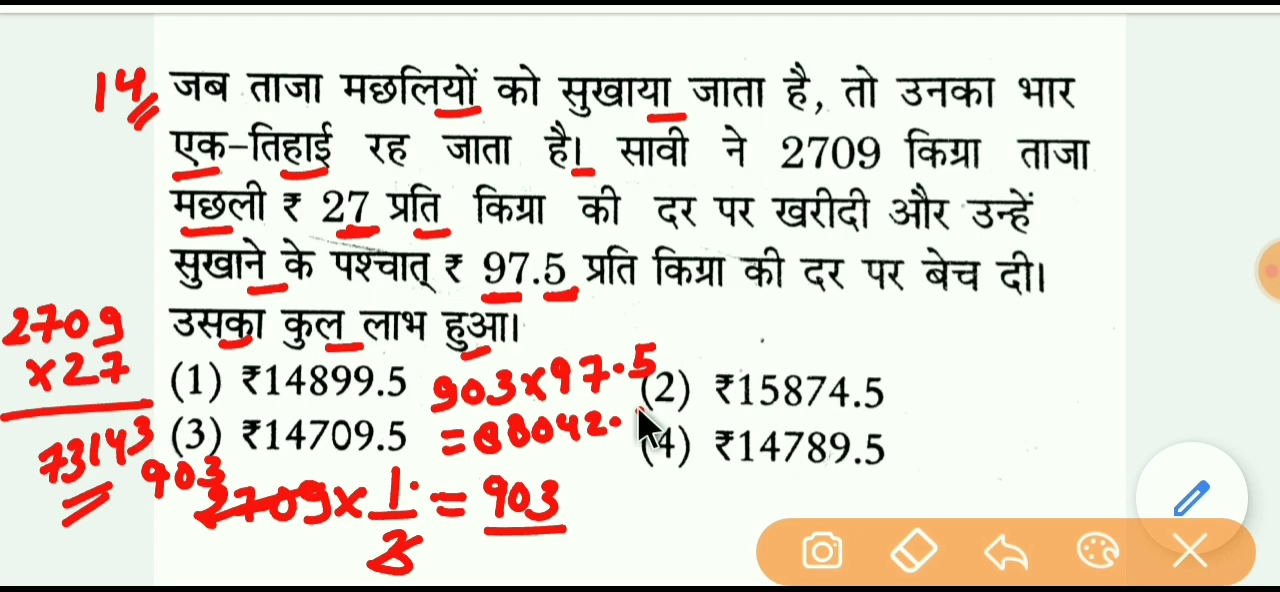 14 जब ताजा मछलियों को सुखाया जाता है, तो उनका भार
एक-तिहाई रह जाता है। सावी ने 2709 किग्रा ताजा
मछली ₹ 27 प्रति किग्रा की दर पर खरीदी और उन्हें
सुखाने के पश्चात् ₹ 97.5 प्रति किग्रा की दर पर बेच दी।
उसका कुल लाभ हुआ।
(1) ₹14899.5
(2) ₹15874.5
(3) ₹14709.5
(4) ₹14789.5
2709
×27
73143
903×97.5
=88042.
903
2709×1/3=903